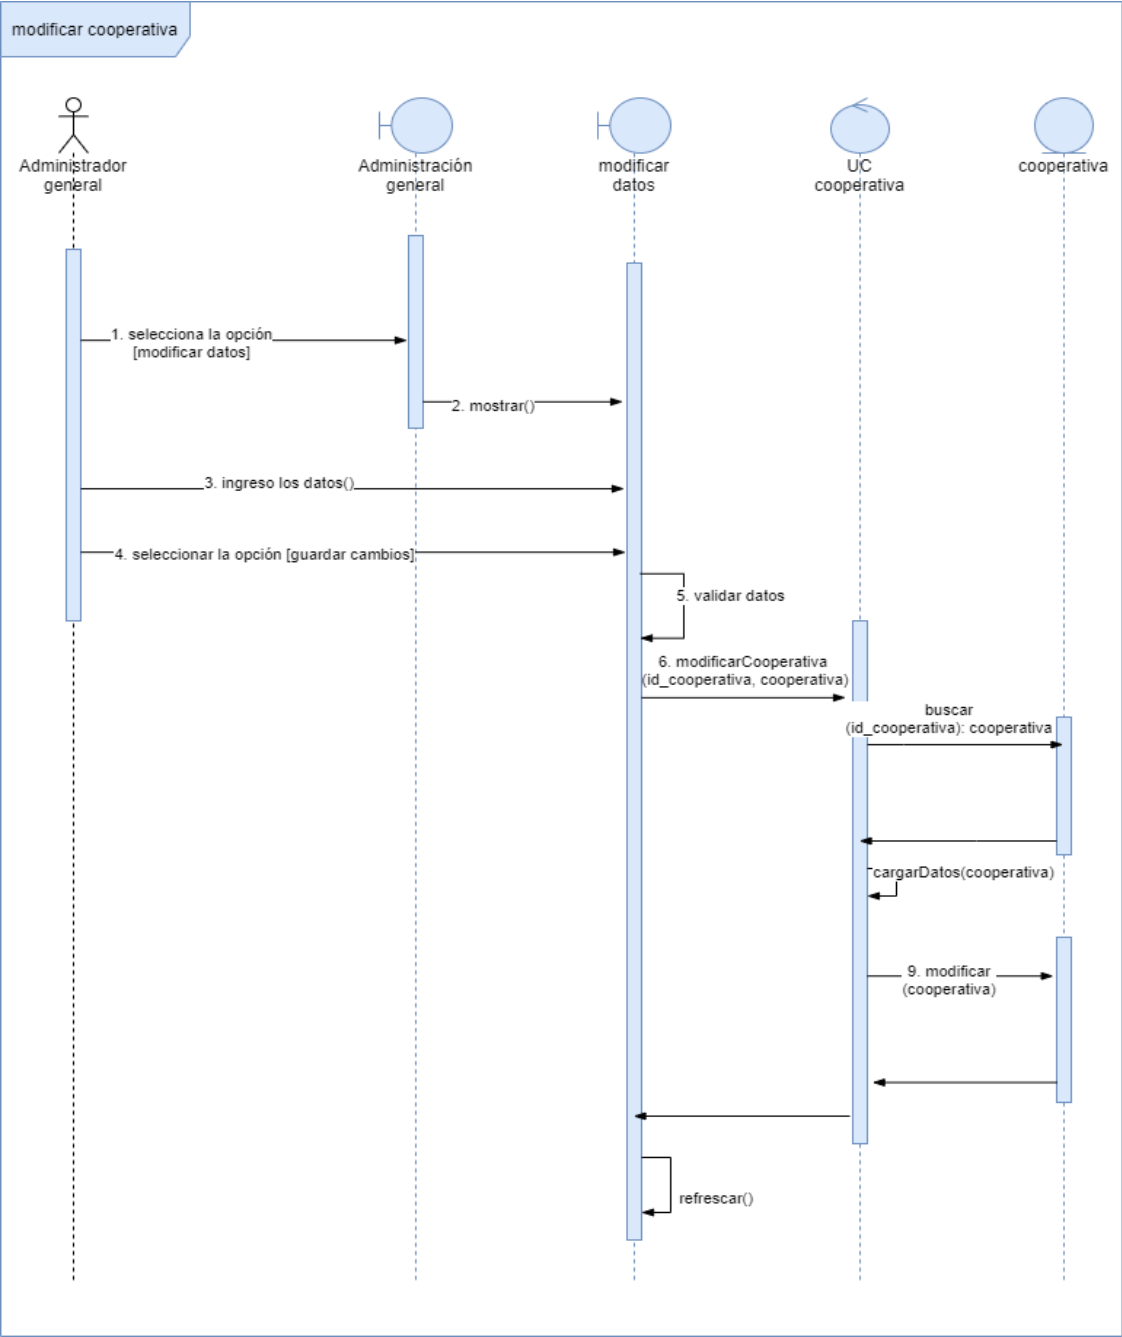 modificar cooperativa
Administrador
general
Administración
general
modificar
datos
UC
cooperativa
cooperativa
1. selecciona la opción
[modificar datos]
2. mostrar()
3. ingreso los datos()
4. seleccionar la opción [guardar cambios]
5. validar datos
6. modificarCooperativa
(id_cooperativa, cooperativa)
buscar
(id_cooperativa): cooperativa
cargarDatos(cooperativa)
9. modificar
(cooperativa)
refrescar()